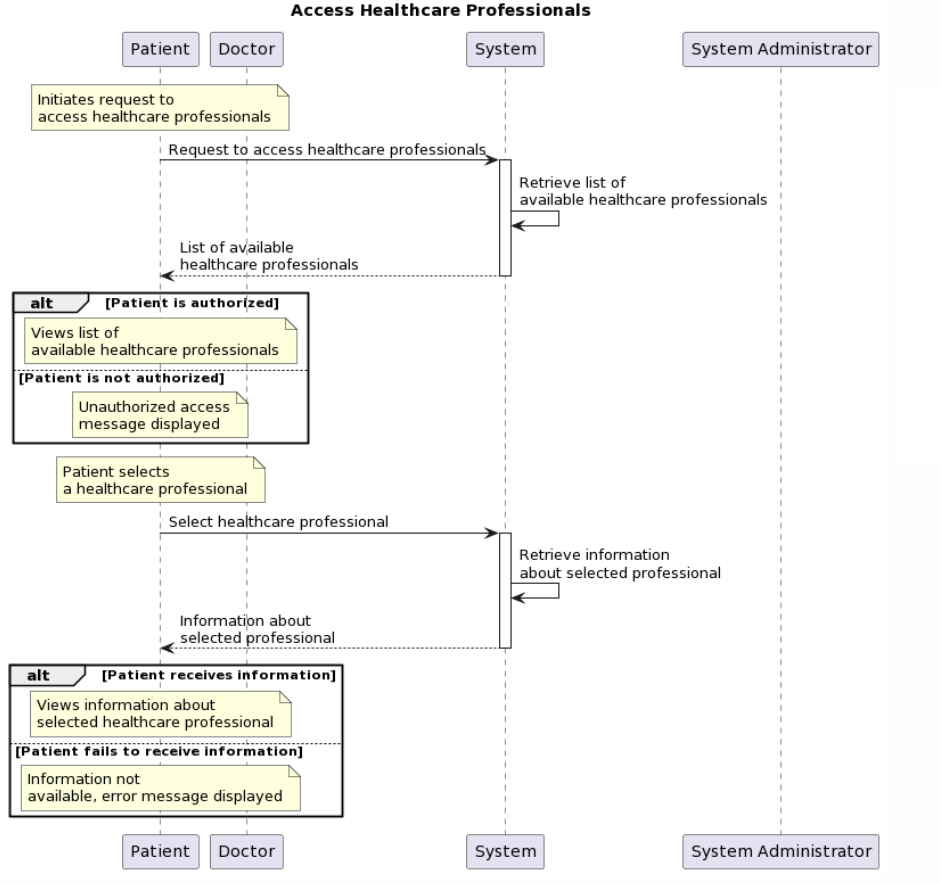 Access Healthcare Professionals
Patient
Doctor
System
System Administrator
Initiates request to
access healthcare professionals
Request to access healthcare professionals
Retrieve list of
available healthcare professionals
List of available
healthcare professionals
alt
[Patient is authorized]
Views list of
available healthcare professionals
[Patient is not authorized]
Unauthorized access
message displayed
Patient selects
a healthcare professional
Select healthcare professional
Retrieve information
about selected professional
Information about
selected professional
alt
[Patient receives information]
Views information about
selected healthcare professional
[Patient fails to receive information]
Information not
available, error message displayed
Patient
Doctor
System
System Administrator